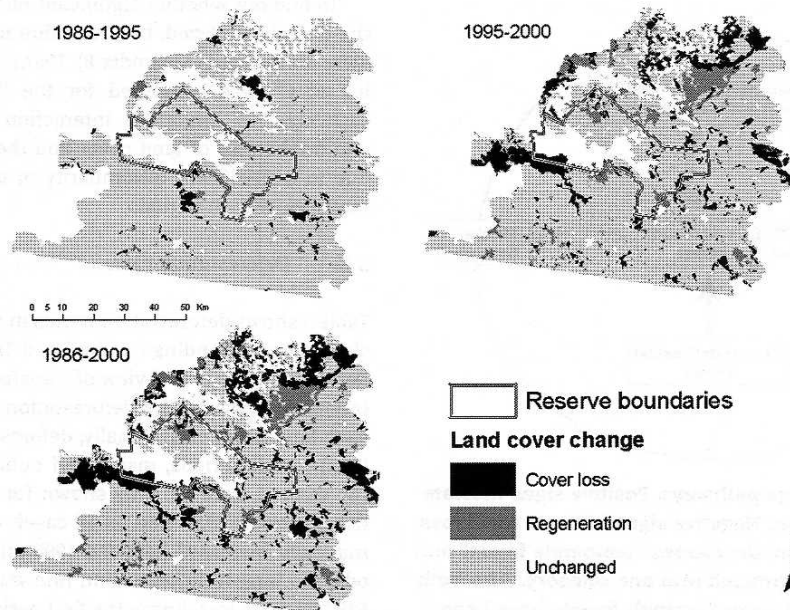 1986-1995
1995-2000
0 5 10 20 30 40 50 Km
1986-2000
Reserve boundaries
Land cover change
Cover loss
Regeneration
Unchanged